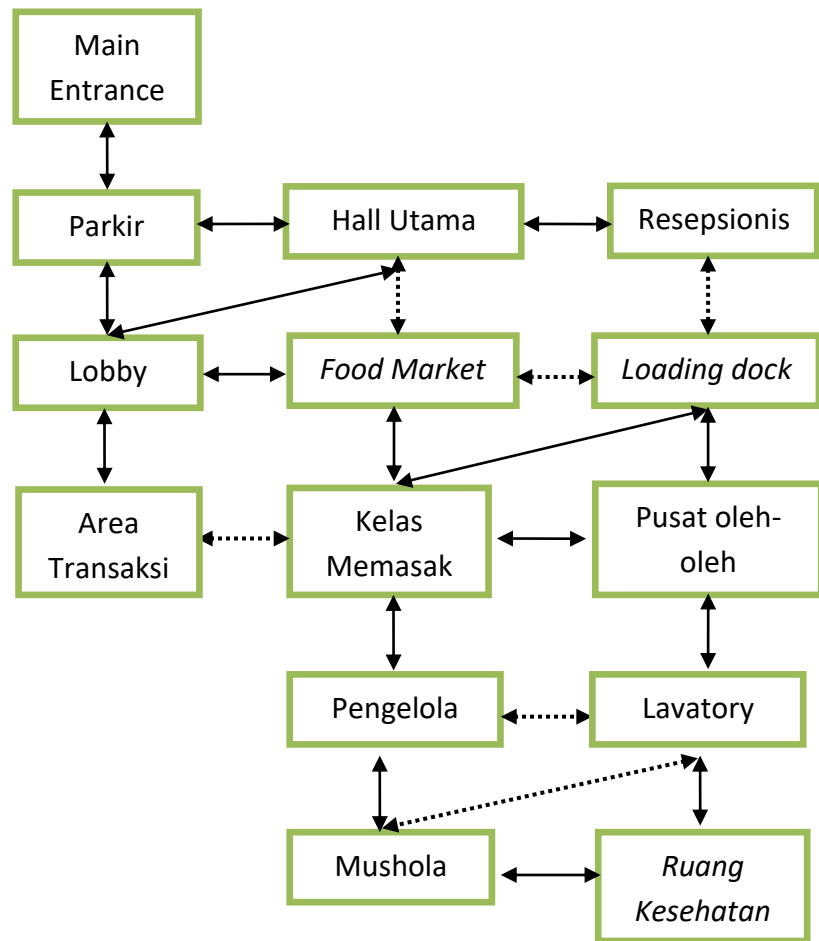 Main
Entrance
Parkir
Hall Utama
Resepsionis
Lobby
Food Market
Loading dock
Area
Transaksi
Kelas
Memasak
Pusat oleh-
oleh
Pengelola
Lavatory
Mushola
Ruang
Kesehatan